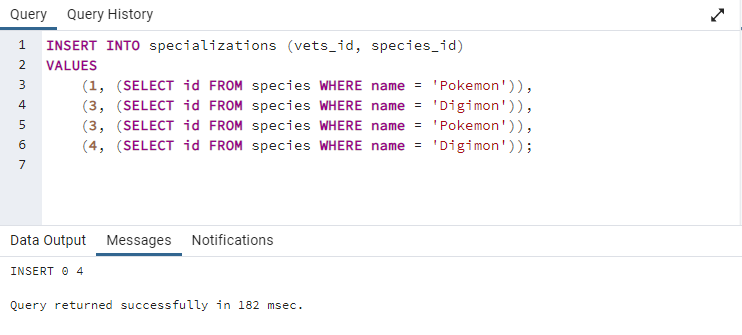 Query Query History
1 INSERT INTO specializations (vets_id, species_id)
2 VALUES
3 (1, (SELECT id FROM species WHERE name = 'Pokemon')),
4 (3, (SELECT id FROM species WHERE name = 'Digimon')),
5 (3, (SELECT id FROM species WHERE name = 'Pokemon')),
6 (4, (SELECT id FROM species WHERE name = 'Digimon'));
7
Data Output Messages Notifications
INSERT 0 4
Query returned successfully in 182 msec.